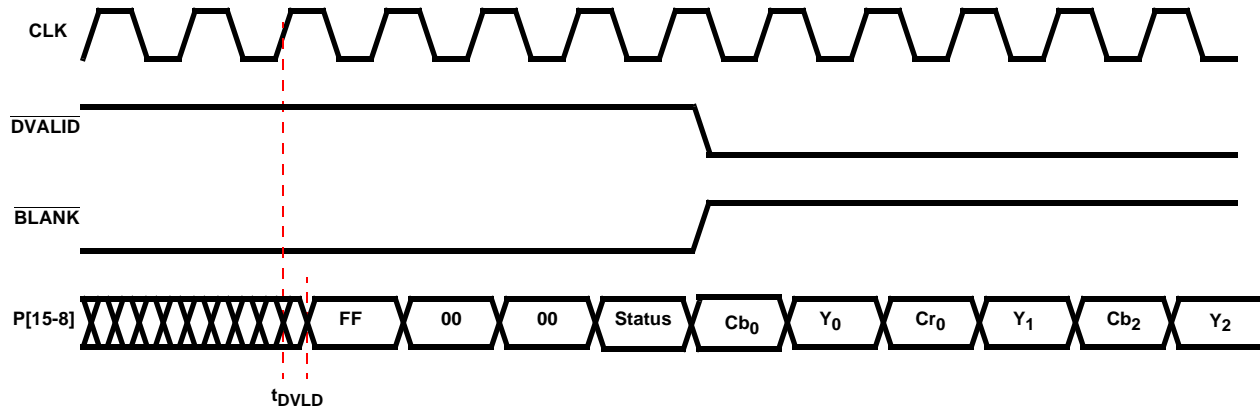 CLK
DVALID
BLANK
P[15-8] FF 00 00 Status Cb0 Y0 Cr0 Y1 Cb2 Y2
tDVLD